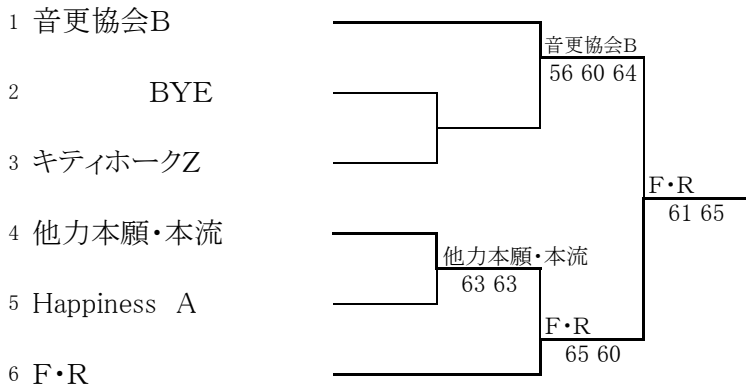 1 音更協会B
音更協会B
56 60 64
2 BYE
3 キティホークZ
F・R
61 65
4 他力本願・本流
他力本願・本流
63 63
5 Happiness A
F・R
65 60
6 F・R